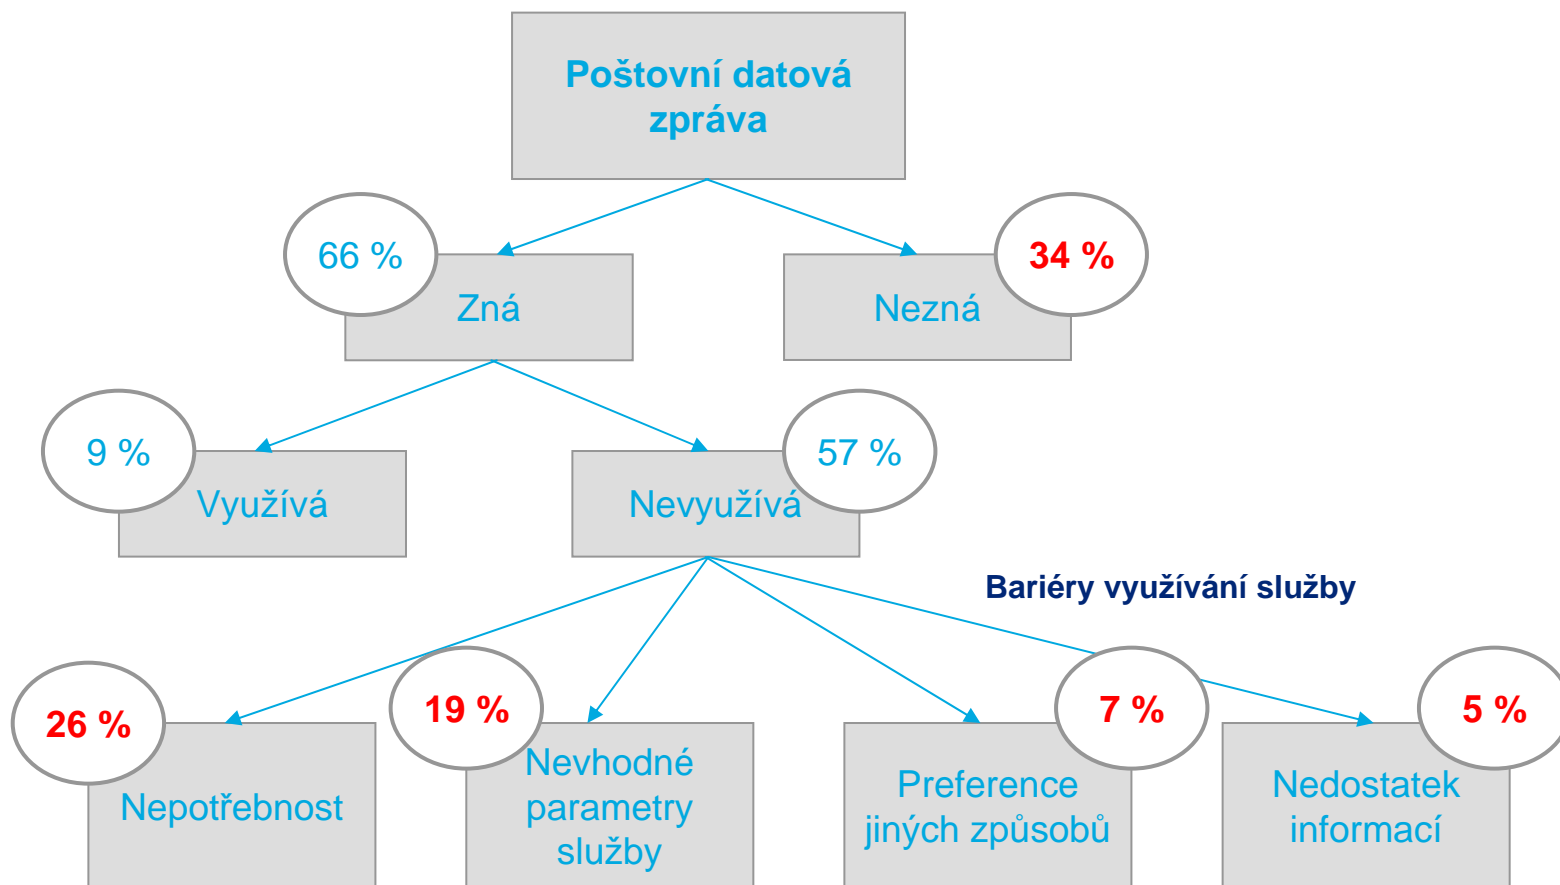 Poštovní datová
zpráva
66 %
Zná
34 %
Nezná
9 %
Využívá
57 %
Nevyužívá
Bariéry využívání služby
26 %
Nepotřebnost
19 %
Nevhodné
parametry
služby
7 %
Preference
jiných způsobů
5 %
Nedostatek
informací